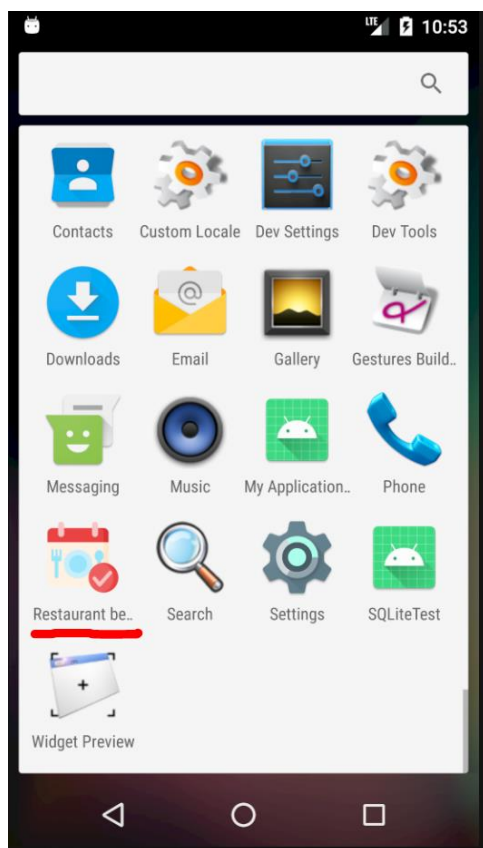 LTE 10:53
Contacts Custom Locale Dev Settings Dev Tools
@
Downloads Email Gallery Gestures Build..
Messaging Music My Application.. Phone
Restaurant be.. Search Settings SQLiteTest
Widget Preview